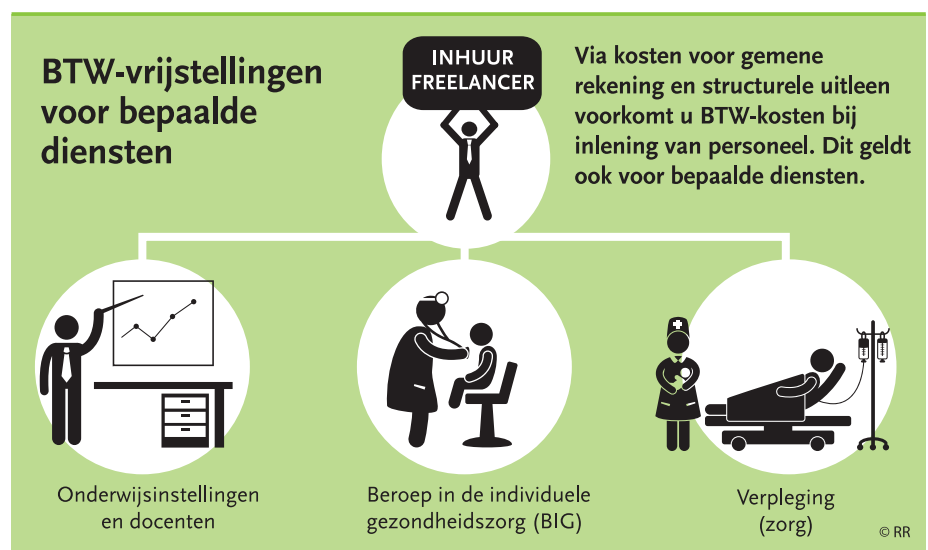 BTW-vrijstellingen
voor bepaalde
diensten
INHUUR
FREELANCER
Via kosten voor gemene
rekening en structurele uitleen
voorkomt u BTW-kosten bij
inlening van personeel. Dit geldt
ook voor bepaalde diensten.
Onderwijsinstellingen
en docenten
Beroep in de individuele
gezondheidszorg (BIG)
Verpleging
(zorg)
© RR